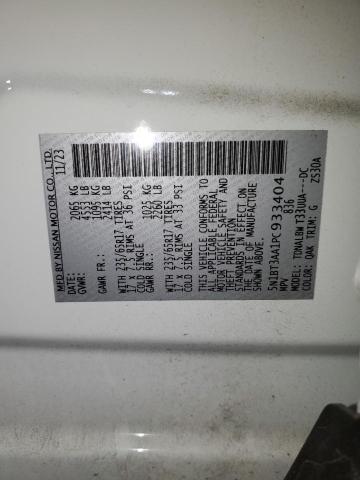 MFD BY NISSAN MOTOR CO., LTD.
DATE: 11/23
GVWR: 2065 KG
4553 LB
GAWR FR: 1095 KG
2414 LB
WITH 235/65R17 TIRES
17 X 7.5 RIMS AT 36 PSI
COLD SINGLE
GAWR RR: 1025 KG
2260 LB
WITH 235/65R17 TIRES
17 X 7.5 RIMS AT 33 PSI
COLD SINGLE
THIS VEHICLE CONFORMS TO
ALL APPLICABLE FEDERAL
MOTOR VEHICLE SAFETY AND
THEFT PREVENTION
STANDARDS IN EFFECT ON
THE DATE OF MANUFACTURE
SHOWN ABOVE.
5N1BT3AA1PC933404
MPV 836
MODEL: TDMALBW T33UUA---DC
COLOR: QAK TRIM: G ZS30A